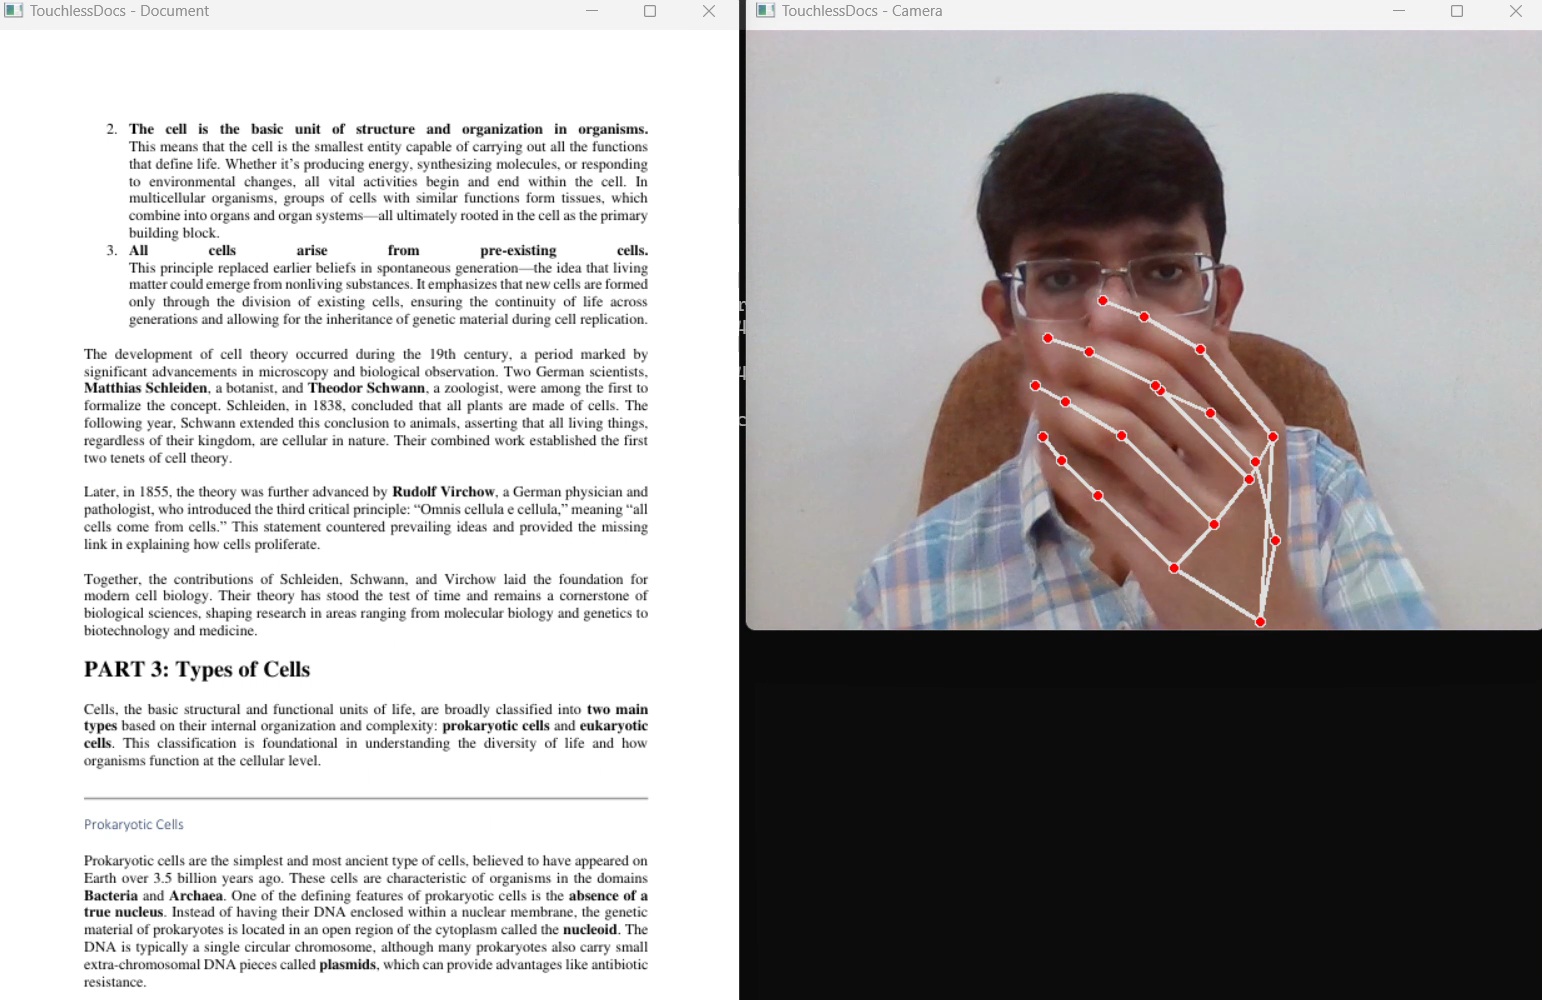 TouchlessDocs - Document
TouchlessDocs - Camera
2. The cell is the basic unit of structure and organization in organisms.
This means that the cell is the smallest entity capable of carrying out all the functions
that define life. Whether it’s producing energy, synthesizing molecules, or responding
to environmental changes, all vital activities begin and end within the cell. In
multicellular organisms, groups of cells with similar functions form tissues, which
combine into organs and organ systems—all ultimately rooted in the cell as the primary
building block.
3. All cells arise from pre-existing cells.
This principle replaced earlier beliefs in spontaneous generation—the idea that living
matter could emerge from nonliving substances. It emphasizes that new cells are formed
only through the division of existing cells, ensuring the continuity of life across
generations and allowing for the inheritance of genetic material during cell replication.
The development of cell theory occurred during the 19th century, a period marked by
significant advancements in microscopy and biological observation. Two German scientists,
Matthias Schleiden, a botanist, and Theodor Schwann, a zoologist, were among the first to
formalize the concept. Schleiden, in 1838, concluded that all plants are made of cells. The
following year, Schwann extended this conclusion to animals, asserting that all living things,
regardless of their kingdom, are cellular in nature. Their combined work established the first
two tenets of cell theory.
Later, in 1855, the theory was further advanced by Rudolf Virchow, a German physician and
pathologist, who introduced the third critical principle: “Omnis cellula e cellula,” meaning “all
cells come from cells.” This statement countered prevailing ideas and provided the missing
link in explaining how cells proliferate.
Together, the contributions of Schleiden, Schwann, and Virchow laid the foundation for
modern cell biology. Their theory has stood the test of time and remains a cornerstone of
biological sciences, shaping research in areas ranging from molecular biology and genetics to
biotechnology and medicine.
PART 3: Types of Cells
Cells, the basic structural and functional units of life, are broadly classified into two main
types based on their internal organization and complexity: prokaryotic cells and eukaryotic
cells. This classification is foundational in understanding the diversity of life and how
organisms function at the cellular level.
Prokaryotic Cells
Prokaryotic cells are the simplest and most ancient type of cells, believed to have appeared on
Earth over 3.5 billion years ago. These cells are characteristic of organisms in the domains
Bacteria and Archaea. One of the defining features of prokaryotic cells is the absence of a
true nucleus. Instead of having their DNA enclosed within a nuclear membrane, the genetic
material of prokaryotes is located in an open region of the cytoplasm called the nucleoid. The
DNA is typically a single circular chromosome, although many prokaryotes also carry small
extra-chromosomal DNA pieces called plasmids, which can provide advantages like antibiotic
resistance.